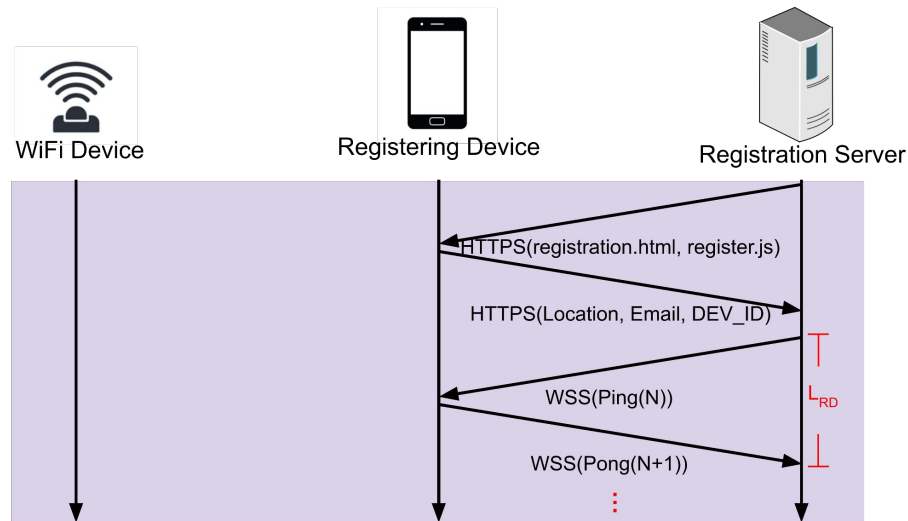 WiFi Device
Registering Device
Registration Server
HTTPS(registration.html, register.js)
HTTPS(Location, Email, DEV_ID)
WSS(Ping(N))
LRD
WSS(Pong(N+1))